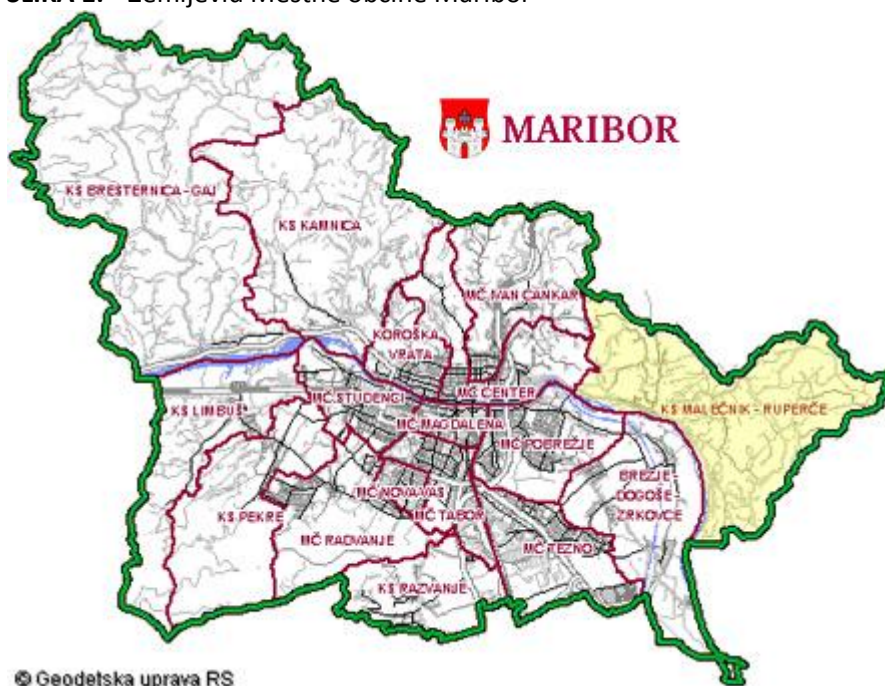 Zemljevid Mestne občine Maribor
MARIBOR
KS BRESTERNICA - GAJ
KS KAMNICA
MČ IVAN CANKAR
KOROŠKA
VRATA
MČ CENTER
MČ ŠTUDENCI
KS LIMBUŠ
KS MALEČNIK - RUPERČE
MČ MAGDALENA
MČ POBREŽJE
BREZJE
DOGOŠE
ZRKOVCE
MČ NOVA VAS
KS PEKRE
MČ TABOR
MČ RADVANJE
MČ TEZNO
KS RAZVANJE
© Geodetska uprava RS